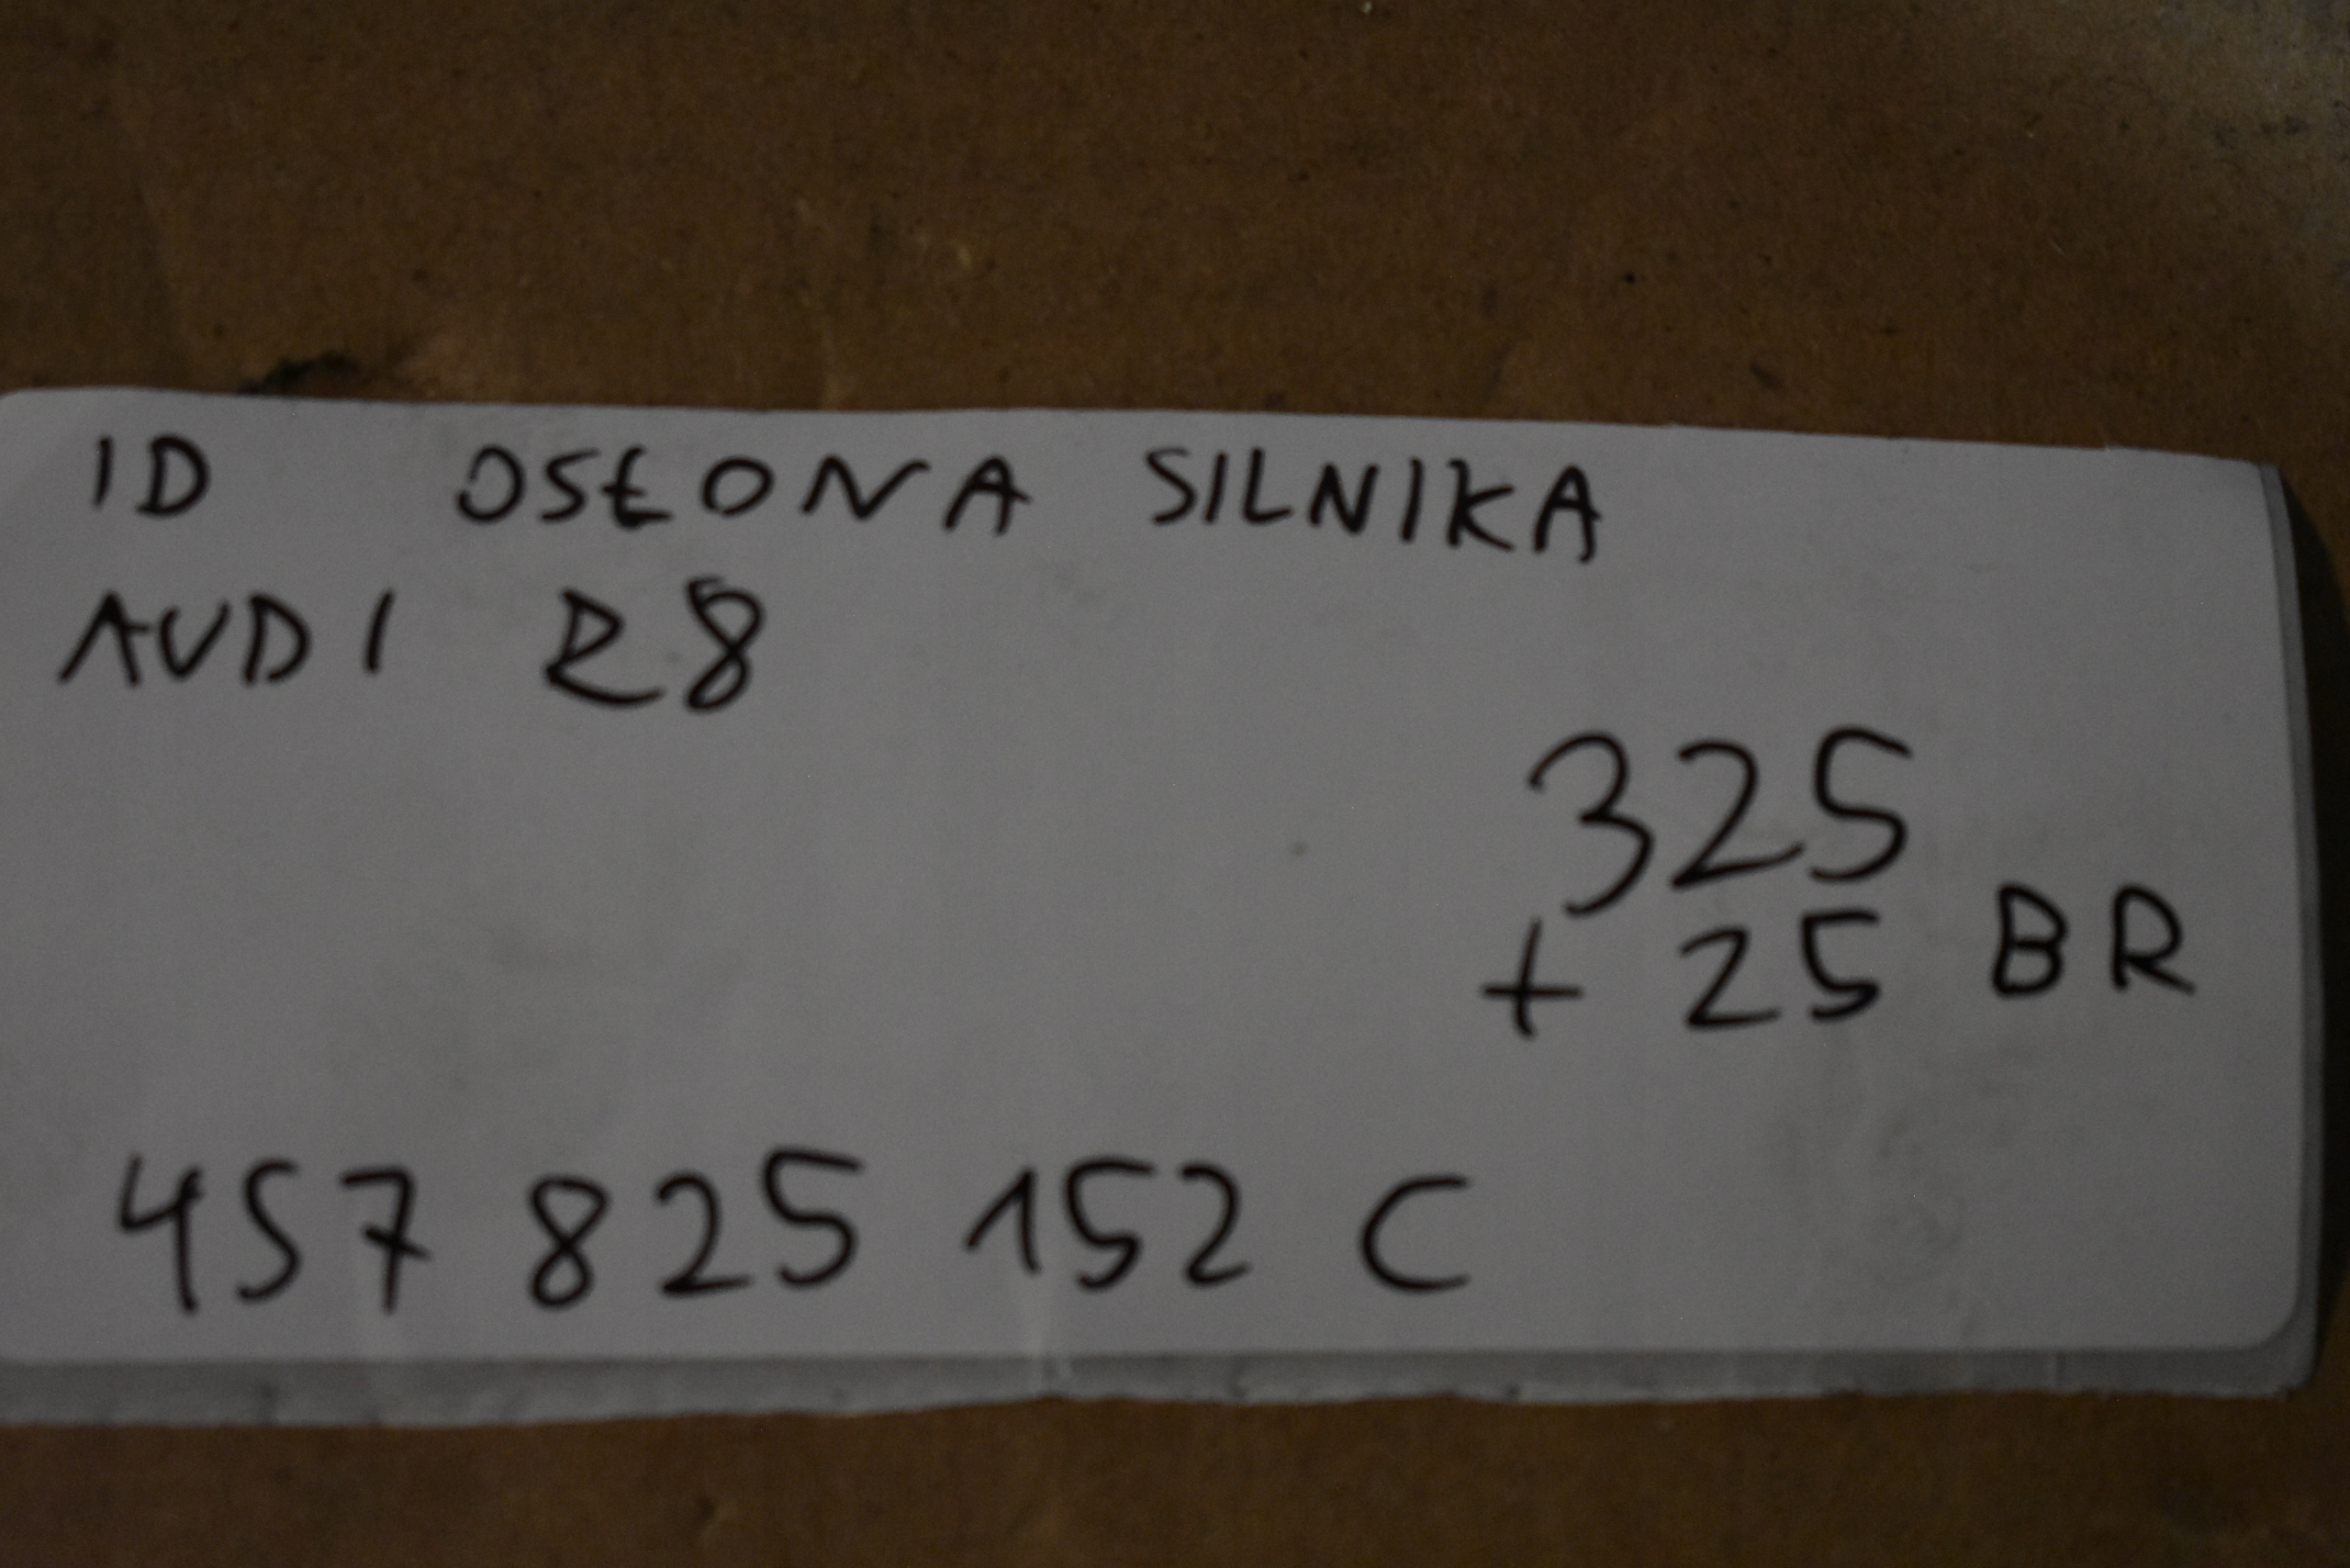 ID OSŁONA SILNIKA
AUDI R8
325
+ 25 BR
457 825 152 C